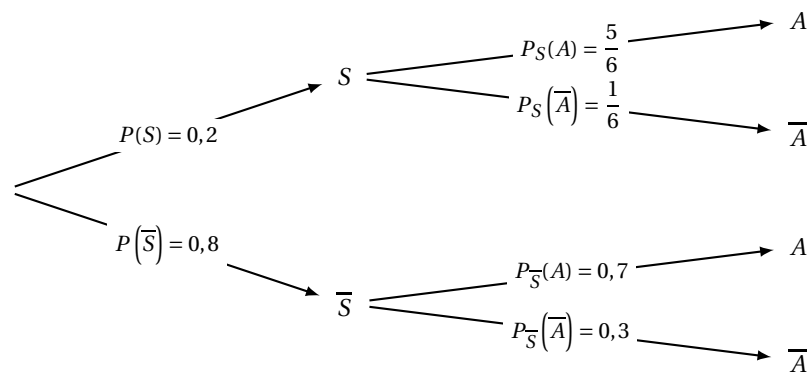 A
P_S(A) = 5/6
S
P_S(A̅) = 1/6
P(S) = 0,2
A̅
P(S̅) = 0,8
A
P_S̅(A) = 0,7
S̅
P_S̅(A̅) = 0,3
A̅